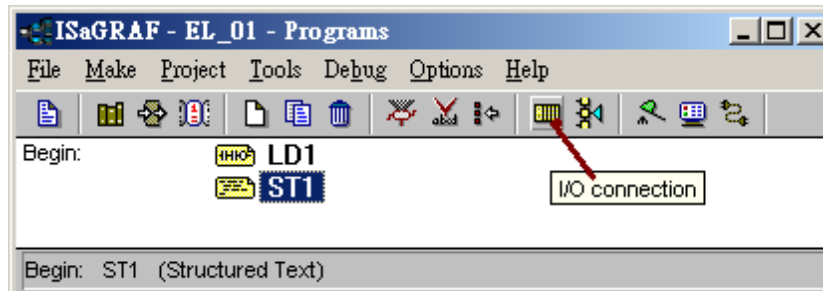 ISaGRAF - EL_01 - Programs
File Make Project Tools Debug Options Help
Begin: LD1
ST1
I/O connection
Begin: ST1 (Structured Text)